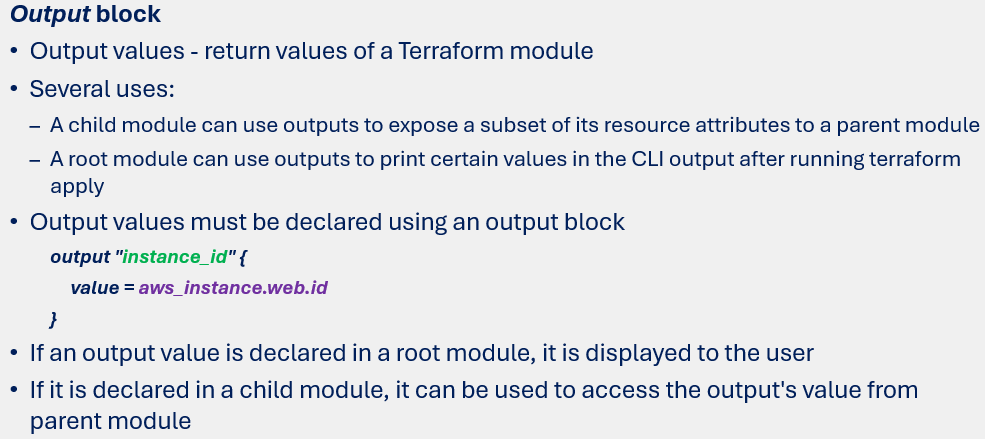 Output block
• Output values - return values of a Terraform module
• Several uses:
– A child module can use outputs to expose a subset of its resource attributes to a parent module
– A root module can use outputs to print certain values in the CLI output after running terraform
apply
• Output values must be declared using an output block
output "instance_id" {
value = aws_instance.web.id
}
• If an output value is declared in a root module, it is displayed to the user
• If it is declared in a child module, it can be used to access the output's value from
parent module